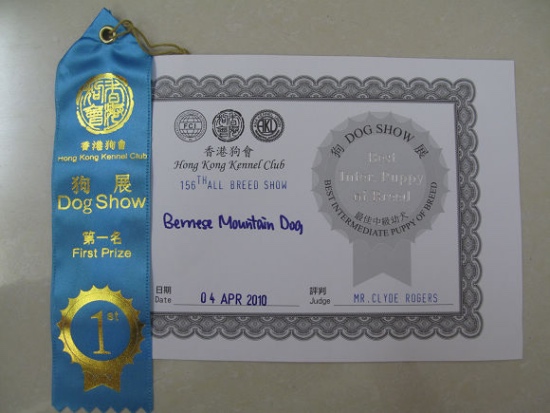 香港狗會
Hong Kong Kennel Club
狗展
Dog Show
第一名
First Prize
1st
FCI AKU
香港狗會
Hong Kong Kennel Club
156TH ALL BREED SHOW
Bernese Mountain Dog
日期
Date 04 APR 2010
評判
Judge MR.CLYDE ROGERS
狗 DOG SHOW 展
Best
Inter. Puppy
of Breed
最佳中級幼犬
BEST INTERMEDIATE PUPPY OF BREED